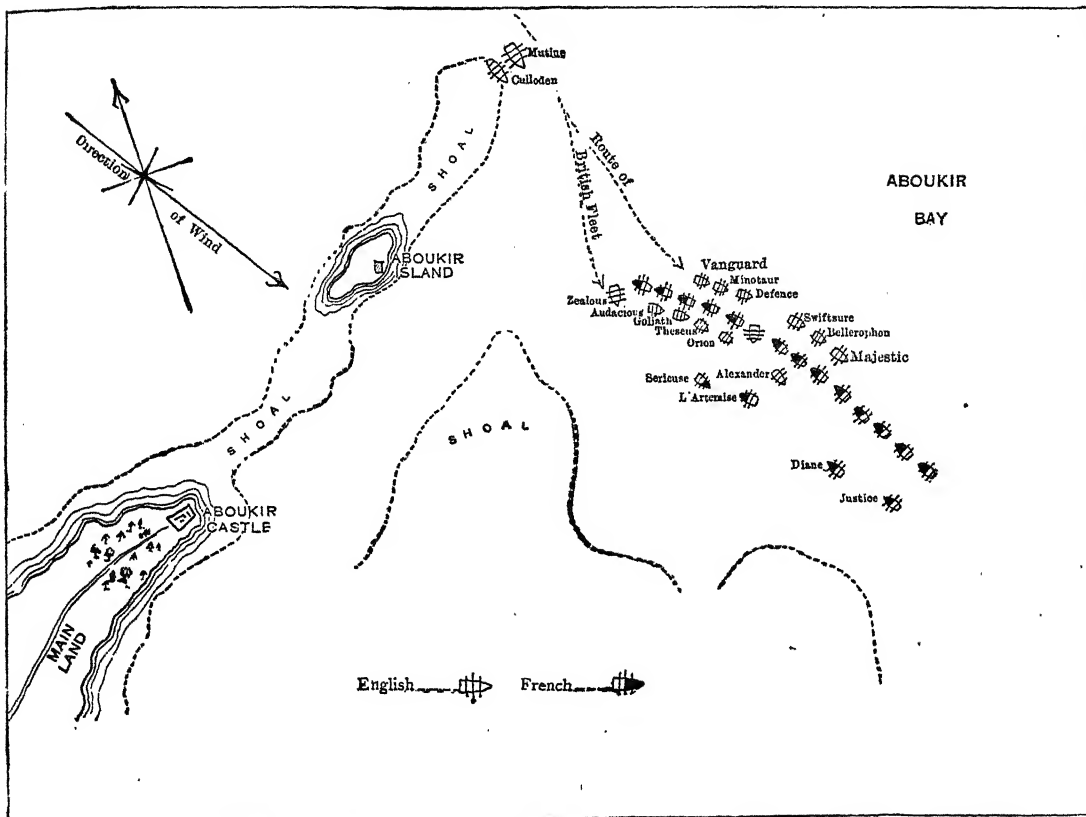 Mutine
Culloden
SHOAL
Direction
of Wind
Route of
British Fleet
ABOUKIR
BAY
ABOUKIR
ISLAND
Vanguard
Minotaur
Defence
Zealous
Audacious
Goliath
Theseus
Orion
Swiftsure
Bellerophon
Majestic
Serieuse
Alexander
L'Artemise
SHOAL
SHOAL
Diane
Justice
ABOUKIR
CASTLE
MAIN
LAND
English
French